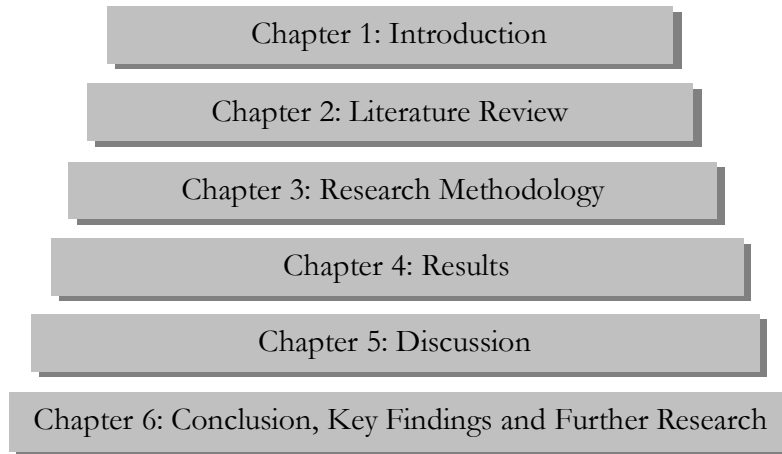 Chapter 1: Introduction
Chapter 2: Literature Review
Chapter 3: Research Methodology
Chapter 4: Results
Chapter 5: Discussion
Chapter 6: Conclusion, Key Findings and Further Research